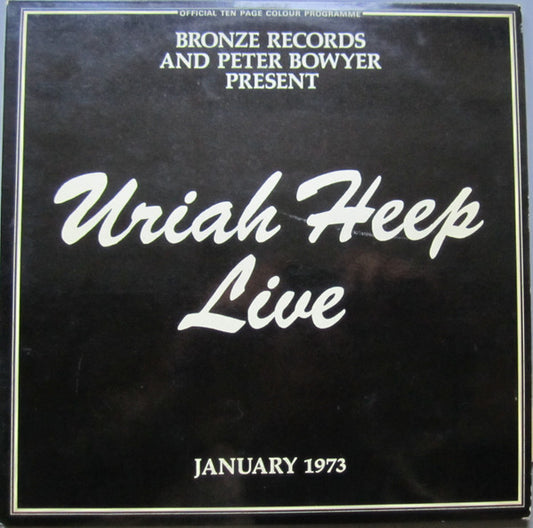 OFFICIAL TEN PAGE COLOUR PROGRAMME
BRONZE RECORDS
AND PETER BOWYER
PRESENT
Uriah Heep
Live
JANUARY 1973